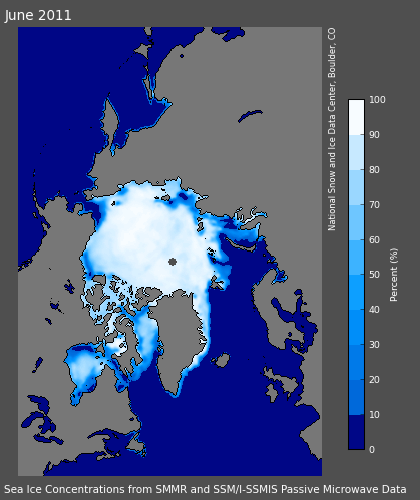 June 2011
National Snow and Ice Data Center, Boulder, CO
100
90
80
70
60
50
40
30
20
10
0
Percent (%)
Sea Ice Concentrations from SMMR and SSM/I-SSMIS Passive Microwave Data